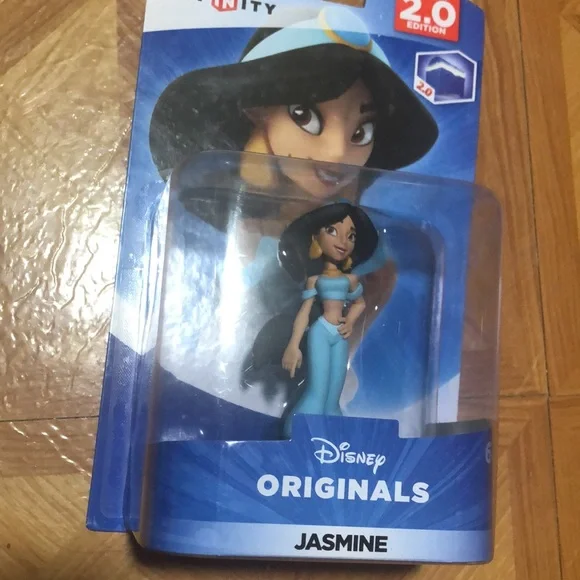 INITY
2.0
EDITION
2.0
Disney
ORIGINALS
JASMINE